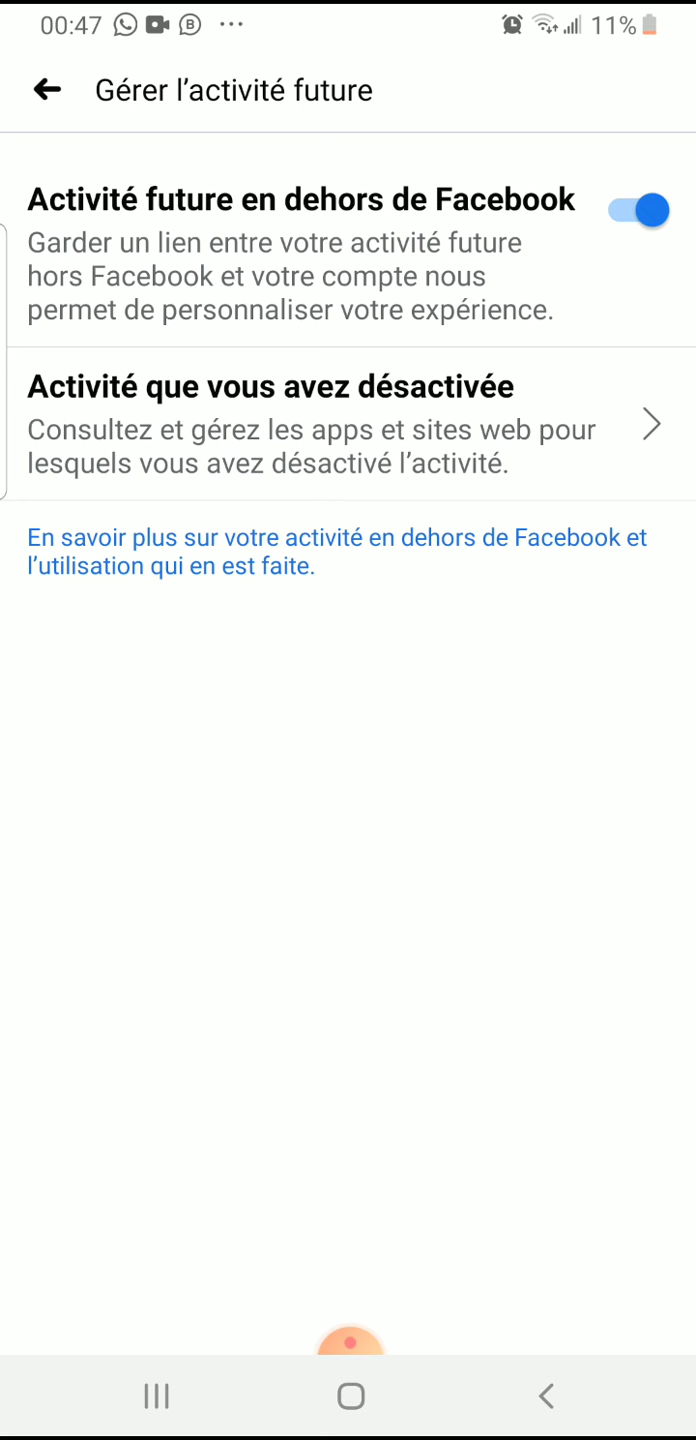 00:47 11%
Gérer l’activité future
Activité future en dehors de Facebook
Garder un lien entre votre activité future
hors Facebook et votre compte nous
permet de personnaliser votre expérience.
Activité que vous avez désactivée
Consultez et gérez les apps et sites web pour
lesquels vous avez désactivé l’activité.
En savoir plus sur votre activité en dehors de Facebook et
l’utilisation qui en est faite.